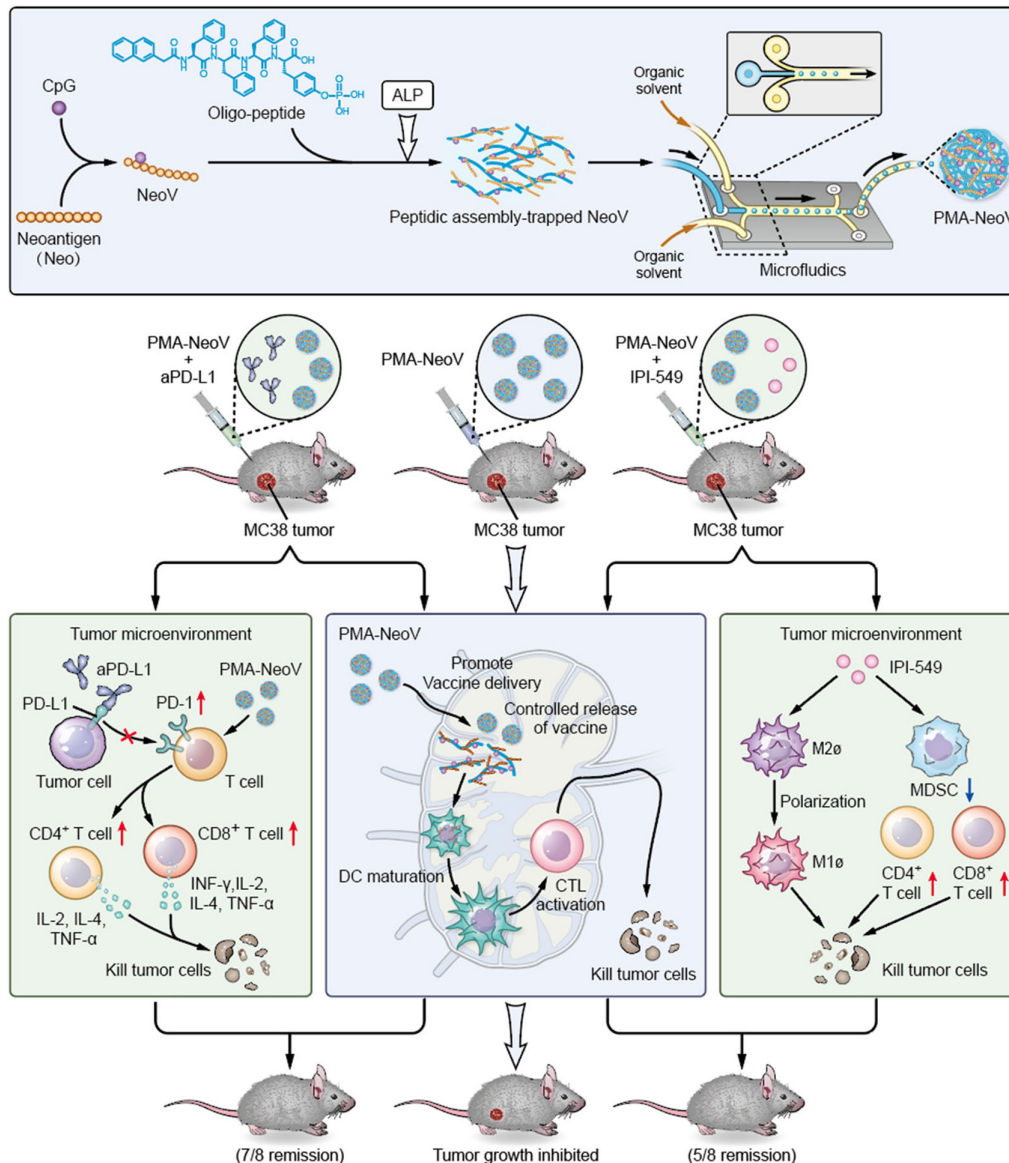 CpG
NeoV
Neoantigen
(Neo)
Oligo-peptide
O
N
H
O
H
N
O
N
H
O
H
N
O
OH
O
P
O
OH
OH
ALP
Peptidic assembly-trapped NeoV
Organic
solvent
Organic
solvent
Microfludics
PMA-NeoV
PMA-NeoV
+
aPD-L1
PMA-NeoV
PMA-NeoV
+
IPI-549
MC38 tumor
MC38 tumor
MC38 tumor
Tumor microenvironment
aPD-L1
PMA-NeoV
PD-L1
PD-1
Tumor cell
T cell
CD4+ T cell
CD8+ T cell
INF-γ,IL-2,
IL-4, TNF-α
IL-2, IL-4,
TNF-α
Kill tumor cells
PMA-NeoV
Promote
Vaccine delivery
Controlled release
of vaccine
DC maturation
CTL
activation
Kill tumor cells
Tumor microenvironment
IPI-549
M2ø
MDSC
Polarization
M1ø
CD4+
T cell
CD8+
T cell
Kill tumor cells
(7/8 remission)
Tumor growth inhibited
(5/8 remission)